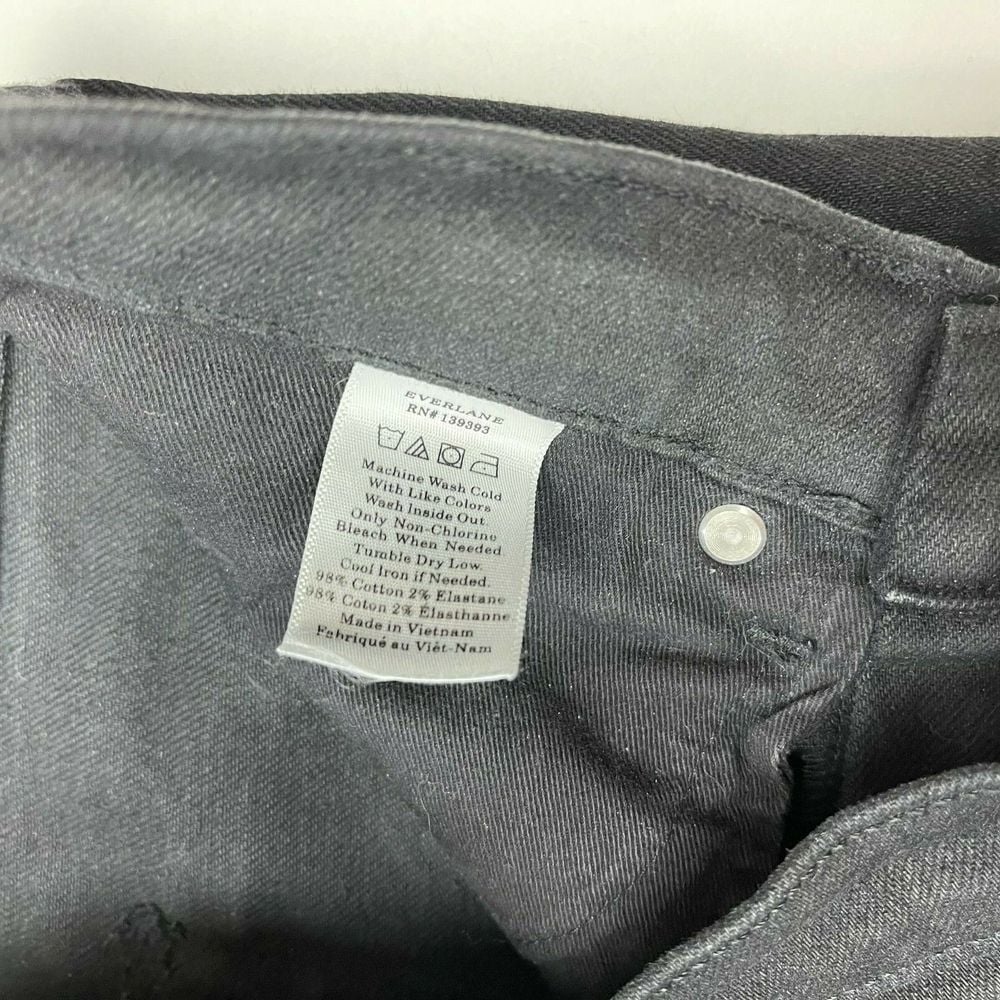 EVERLANE
RN# 139393
Machine Wash Cold
With Like Colors
Wash Inside Out
Only Non-Chlorine
Bleach When Needed
Tumble Dry Low
Cool Iron if Needed
98% Cotton 2% Elastane
98% Coton 2% Élasthanne
Made in Vietnam
Fabriqué au Viêt-Nam